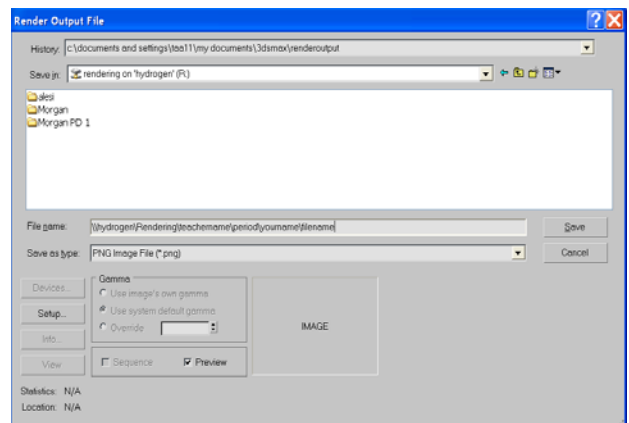 Render Output File
History: c:\documents and settings\taa11\my documents\3dsmax\renderoutput
Save in: rendering on 'hydrogen' (R:)
alesi
Morgan
Morgan PD 1
File name: \\hydrogen\Rendering\teachername\period\yourname\filename
Save
Save as type: PNG Image File (*.png)
Cancel
Devices...
Setup...
Info...
View
Gamma
Use image's own gamma
Use system default gamma
Override
Sequence Preview
IMAGE
Statistics: N/A
Location: N/A